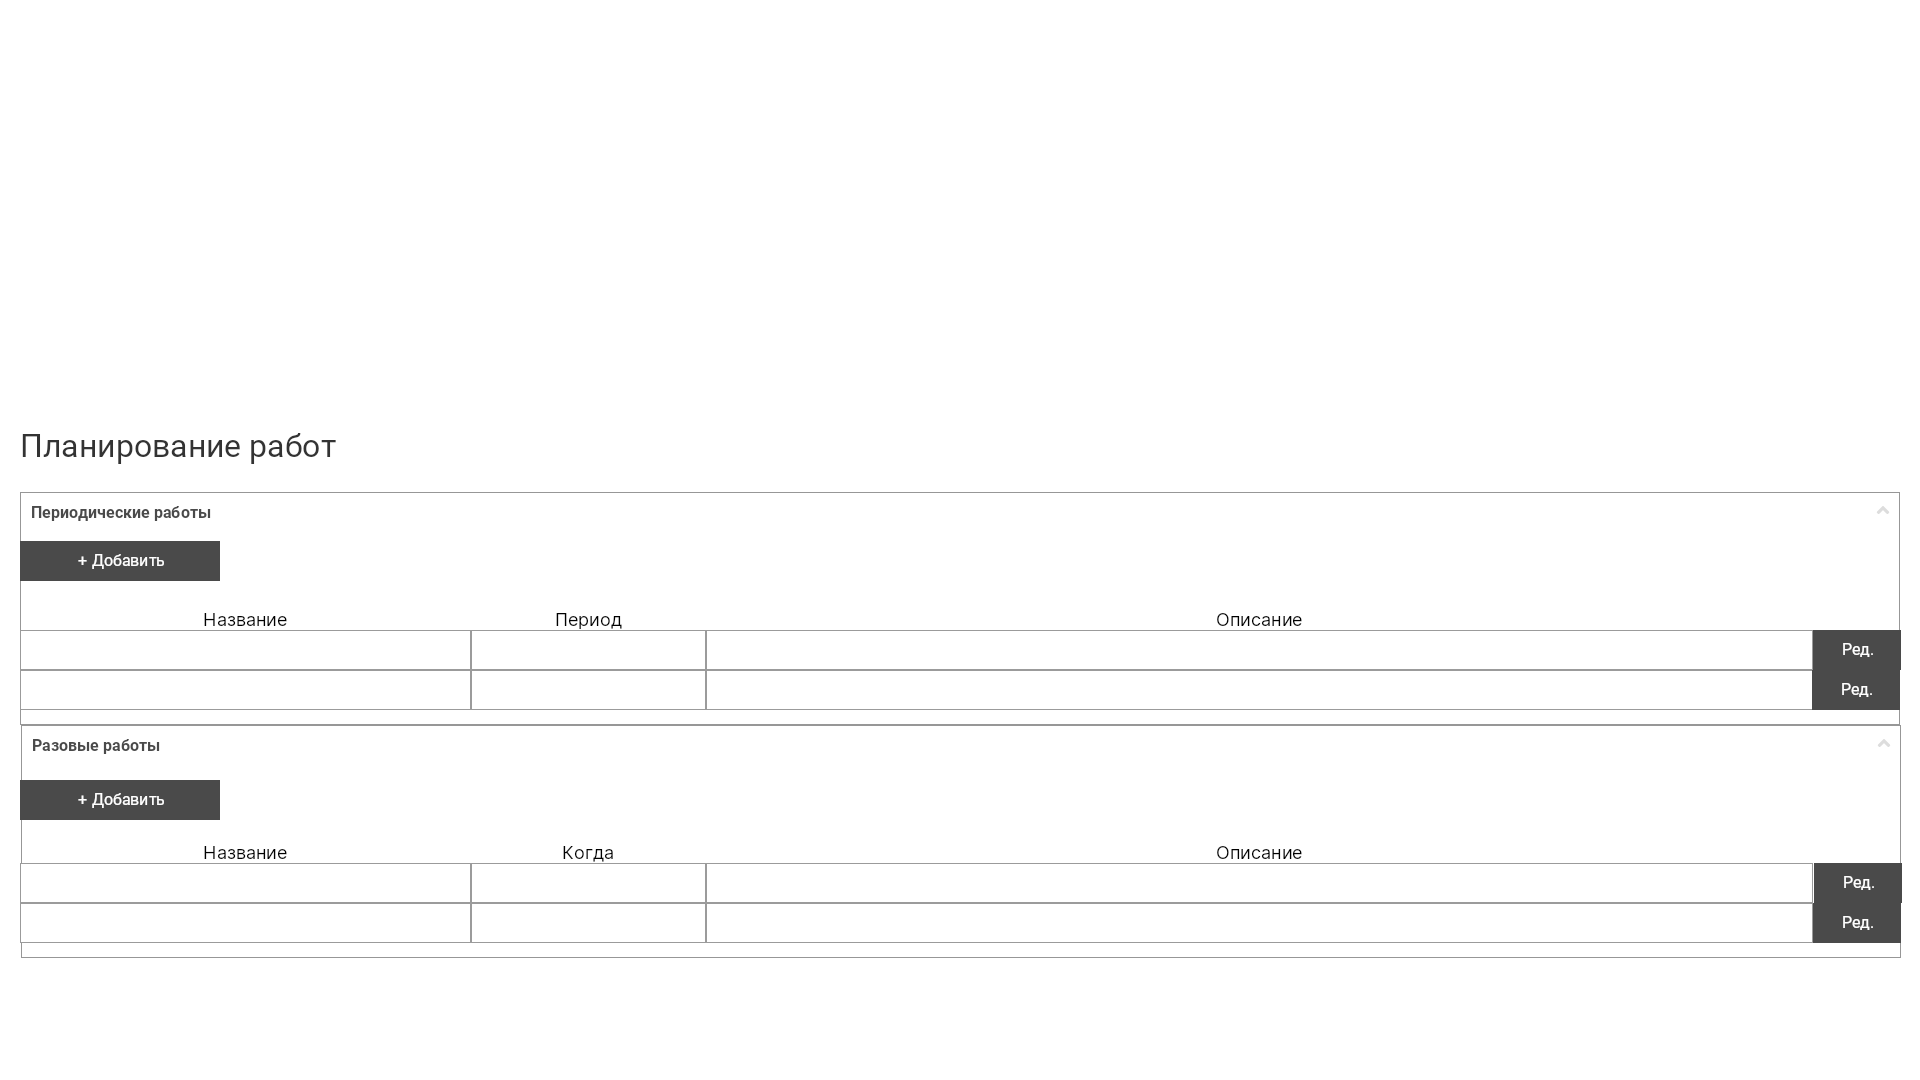 Планирование работ
Периодические работы
+ Добавить
Название Период Описание
Ред.
Ред.
Разовые работы
+ Добавить
Название Когда Описание
Ред.
Ред.